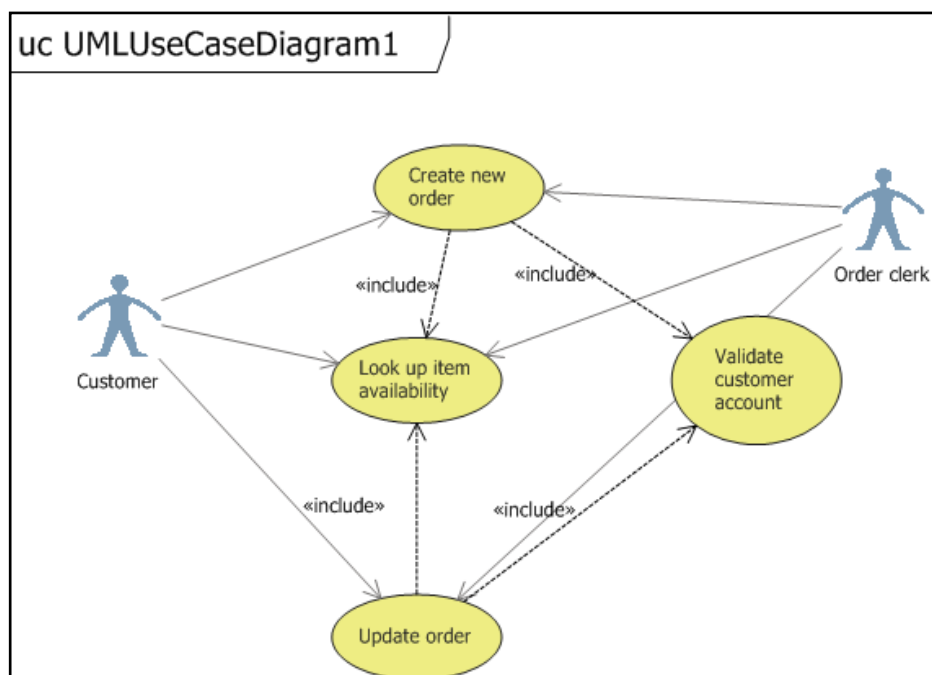 uc UMLUseCaseDiagram1
Create new
order
«include»
«include»
Order clerk
Customer
Look up item
availability
Validate
customer
account
«include»
«include»
Update order